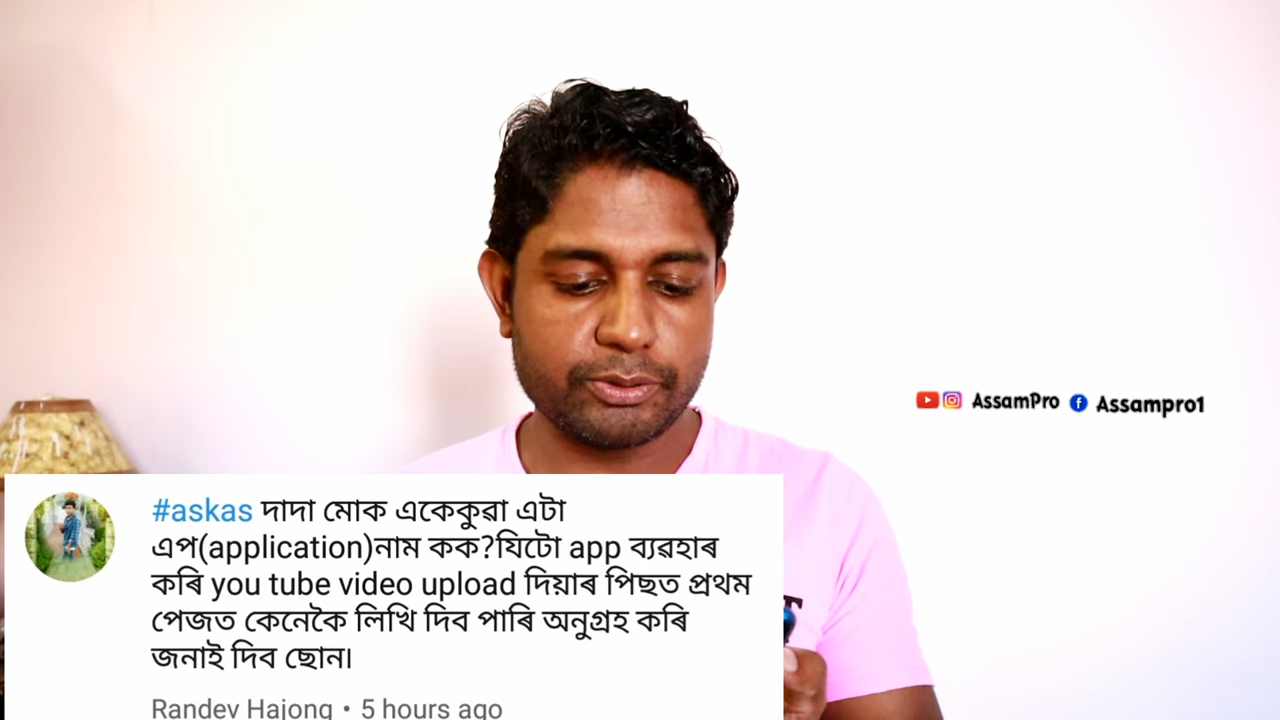 AssamPro
Assampro1
#askas দাদা মোক একেকুৱা এটা
এপ(application)নাম কক?যিটো app ব্যৱহাৰ
কৰি you tube video upload দিয়াৰ পিছত প্ৰথম
পেজত কেনেকৈ লিখি দিব পাৰি অনুগ্ৰহ কৰি
জনাই দিব ছোন।
Randev Hajong • 5 hours ago